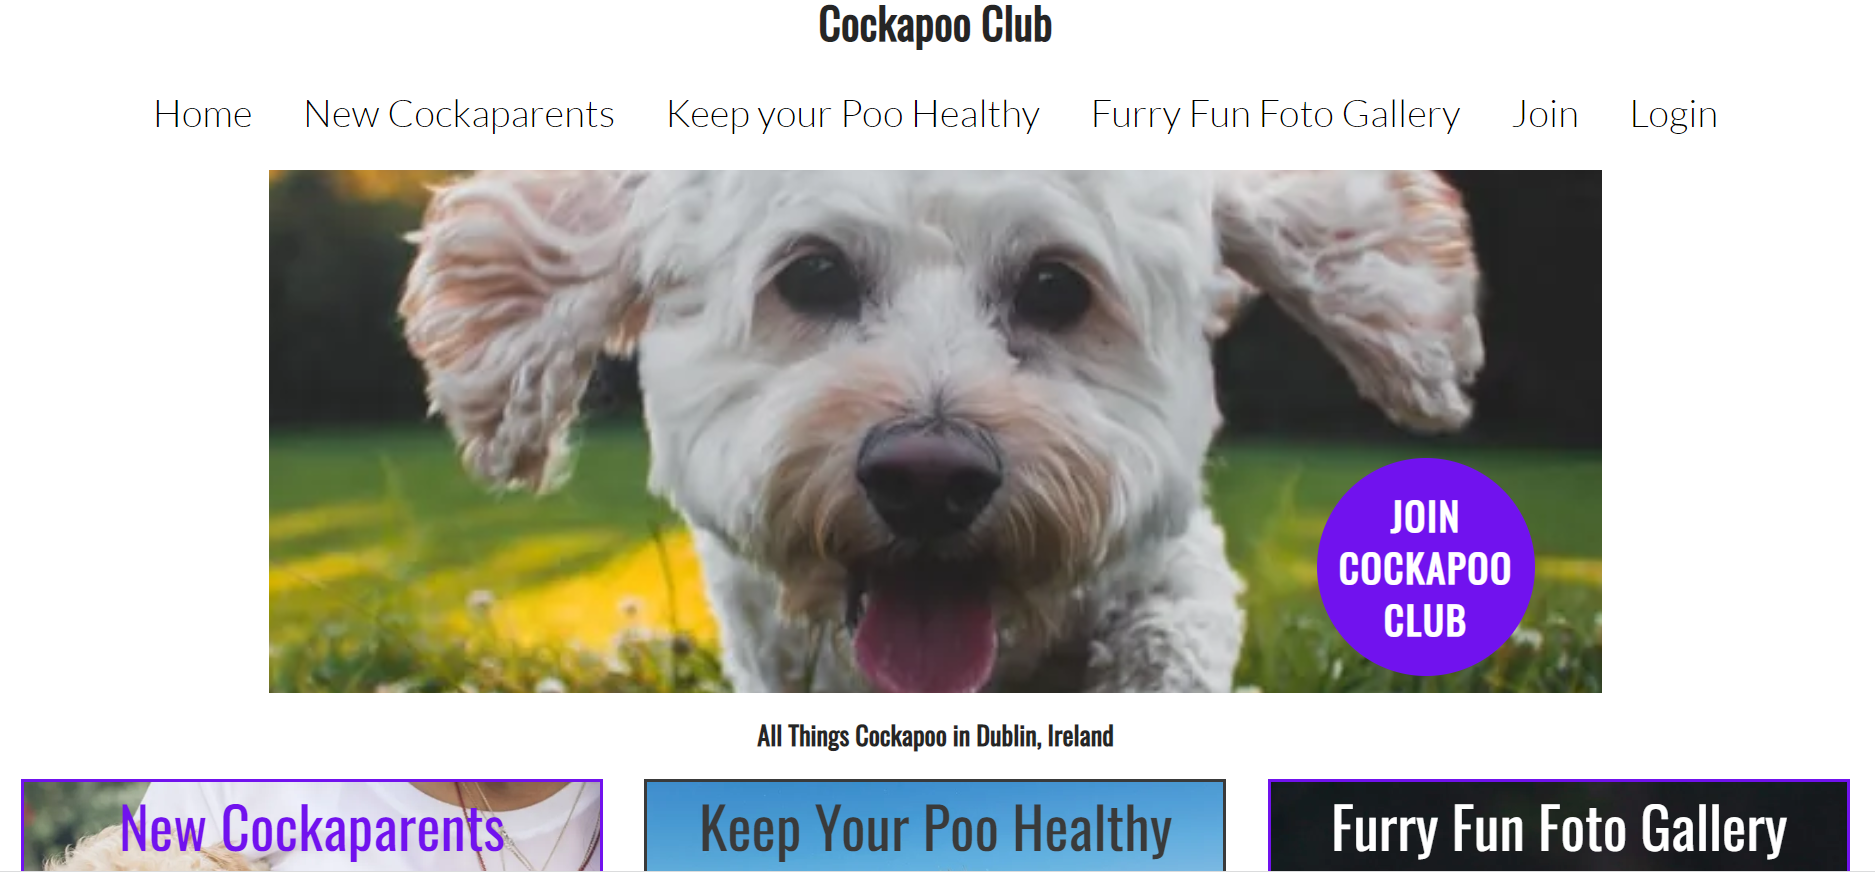 Cockapoo Club
Home New Cockaparents Keep your Poo Healthy Furry Fun Foto Gallery Join Login
JOIN
COCKAPOO
CLUB
All Things Cockapoo in Dublin, Ireland
New Cockaparents
Keep Your Poo Healthy
Furry Fun Foto Gallery